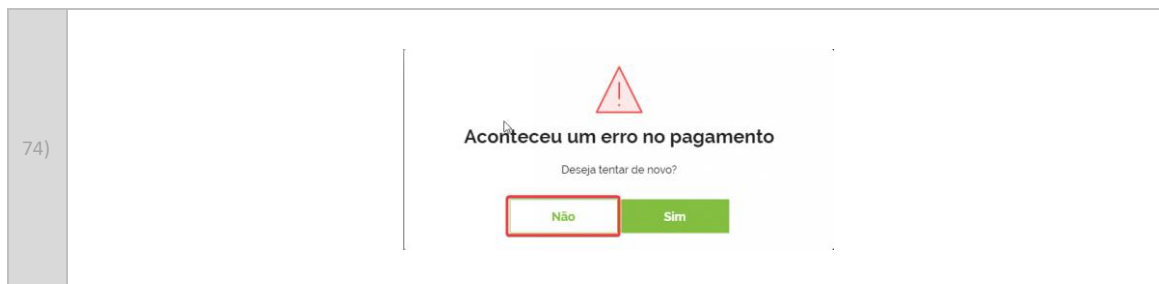 74)
Aconteceu um erro no pagamento
Deseja tentar de novo?
Não Sim